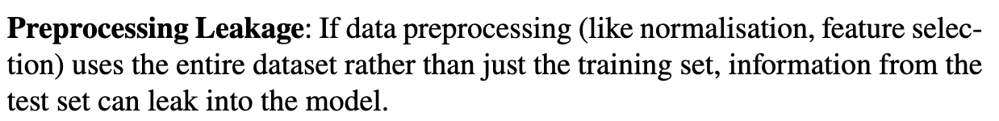 Preprocessing Leakage: If data preprocessing (like normalisation, feature selec-
tion) uses the entire dataset rather than just the training set, information from the
test set can leak into the model.